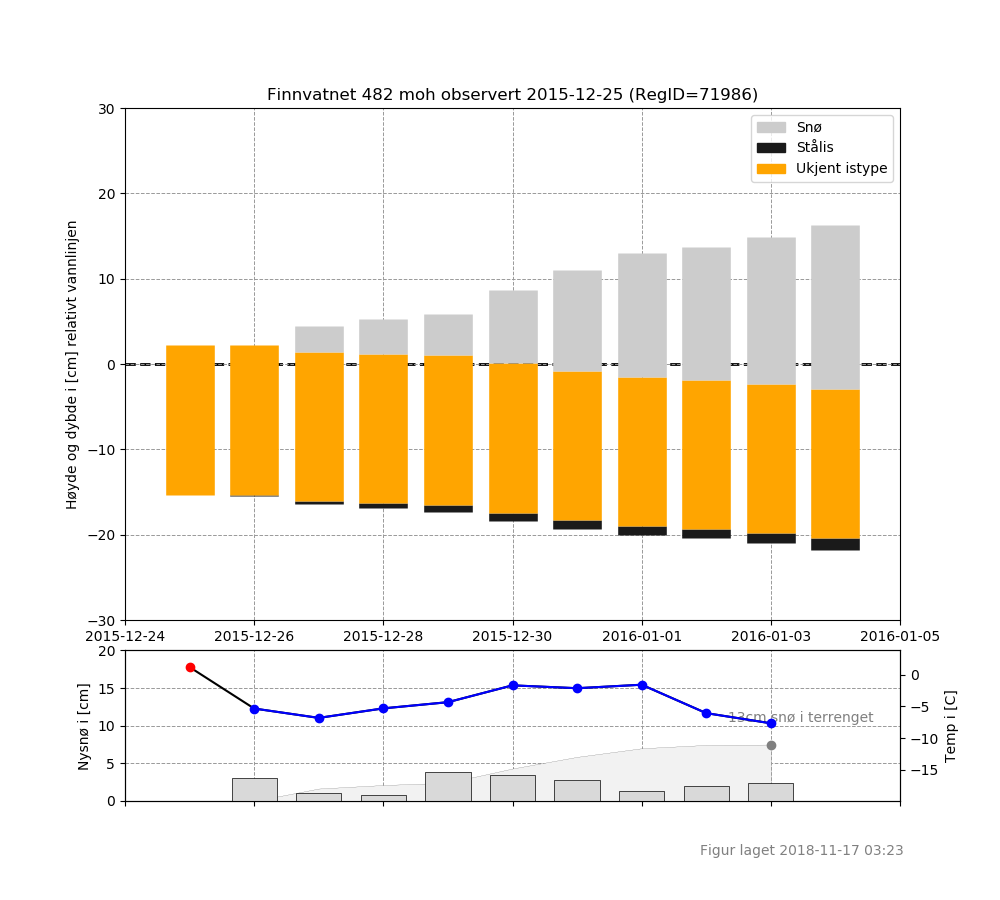 Finnvatnet 482 moh observert 2015-12-25 (RegID=71986)
30
20
10
0
−10
−20
−30
Høyde og dybde i [cm] relativt vannlinjen
Snø
Stålis
Ukjent istype
2015-12-24
2015-12-26
2015-12-28
2015-12-30
2016-01-01
2016-01-03
2016-01-05
20
15
10
5
0
Nysnø i [cm]
13cm snø i terrenget
0
−5
−10
−15
Temp i [C]
Figur laget 2018-11-17 03:23